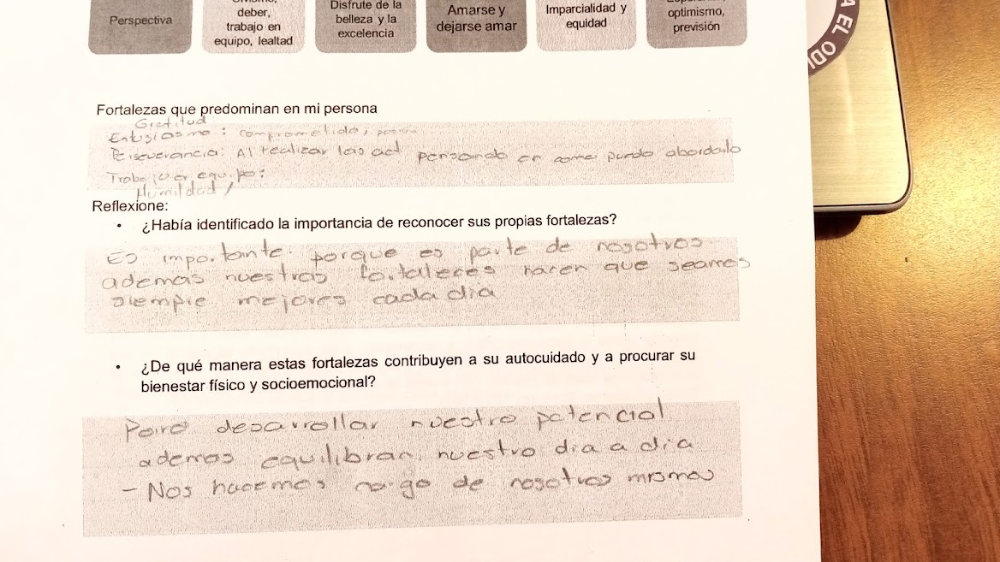 Perspectiva
Civismo,
deber,
trabajo en
equipo, lealtad
Disfrute de la
belleza y la
excelencia
Amarse y
dejarse amar
Imparcialidad y
equidad
optimismo,
previsión
A EL ODI
Fortalezas que predominan en mi persona
Gratitud
Entusiasmo: comprometida,
Perseverancia: Al realizar las act pensando en como puedo abordarlo
Trabajo en equipo:
Humildad,
Reflexione:
• ¿Había identificado la importancia de reconocer sus propias fortalezas?
Es importante porque es parte de nosotros
ademas nuestras fortalezas hacen que seamos
siempre mejores cada dia
• ¿De qué manera estas fortalezas contribuyen a su autocuidado y a procurar su
bienestar físico y socioemocional?
Para desarrollar nuestro potencial
ademas equilibran nuestro dia a dia
- Nos hacemos cargo de nosotros mismos